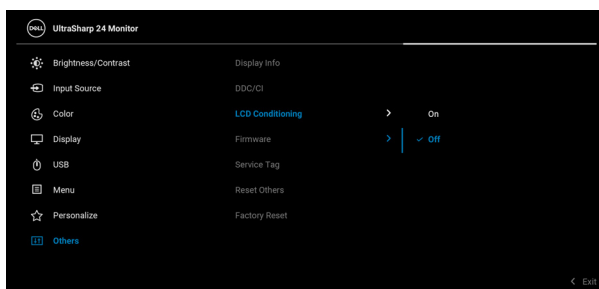 DELL UltraSharp 24 Monitor
Brightness/Contrast Display Info
Input Source DDC/CI
Color LCD Conditioning > On
Display Firmware > ✓ Off
USB Service Tag
Menu Reset Others
Personalize Factory Reset
Others
< Exit